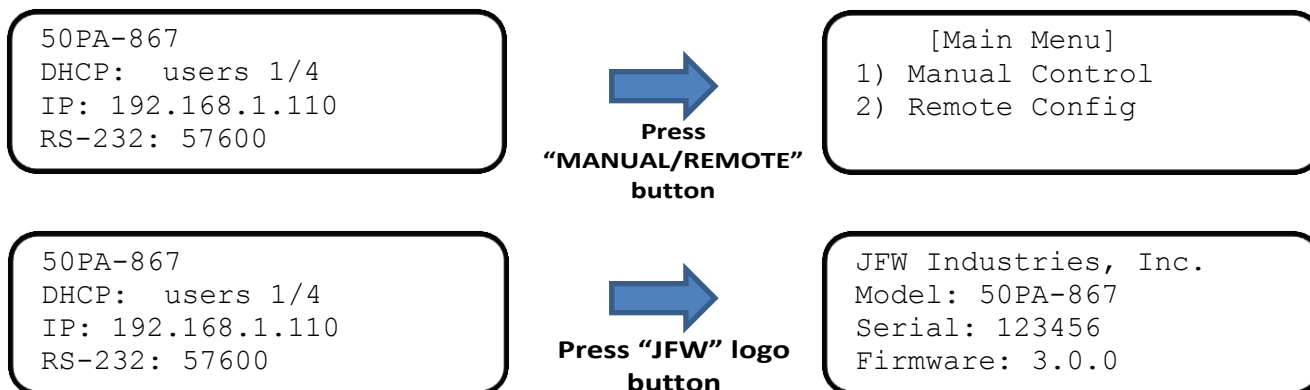 50PA-867
DHCP:  users 1/4
IP: 192.168.1.110
RS-232: 57600
Press
“MANUAL/REMOTE”
button
[Main Menu]
1) Manual Control
2) Remote Config
50PA-867
DHCP:  users 1/4
IP: 192.168.1.110
RS-232: 57600
Press “JFW” logo
button
JFW Industries, Inc.
Model: 50PA-867
Serial: 123456
Firmware: 3.0.0